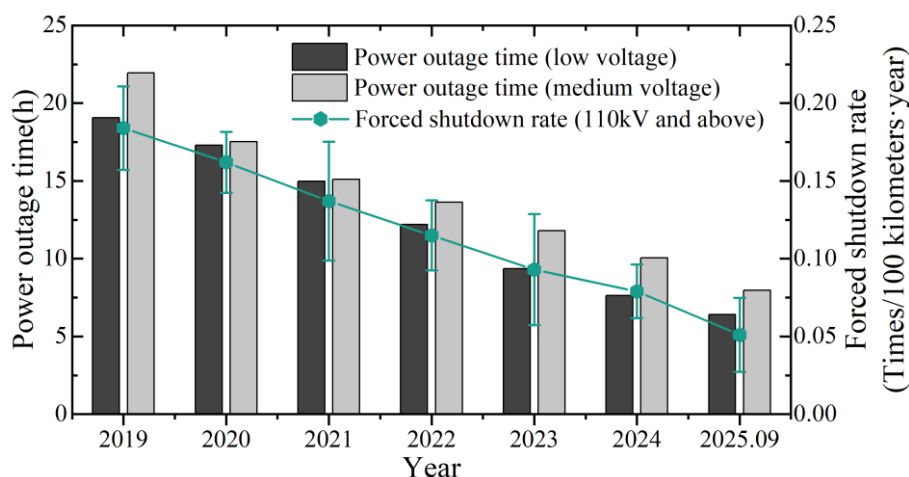 Power outage time (low voltage)
Power outage time (medium voltage)
Forced shutdown rate (110kV and above)
Power outage time(h)
25
20
15
10
5
0
0.25
0.20
0.15
0.10
0.05
0.00
Forced shutdown rate
(Times/100 kilometers·year)
2019 2020 2021 2022 2023 2024 2025.09
Year